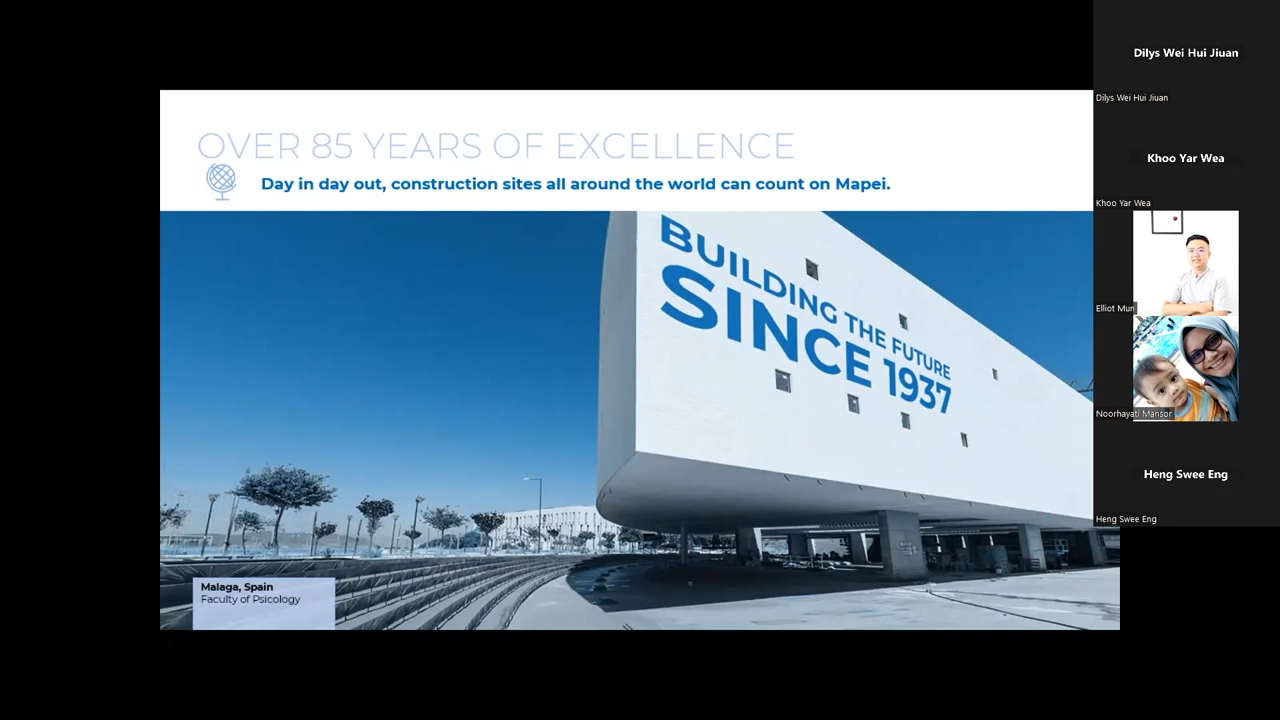 OVER 85 YEARS OF EXCELLENCE
Day in day out, construction sites all around the world can count on Mapei.
BUILDING THE FUTURE
SINCE 1937
Malaga, Spain
Faculty of Psicology
Dilys Wei Hui Jiuan
Dilys Wei Hui Jiuan
Khoo Yar Wea
Khoo Yar Wea
Elliot Mun
Noorhayati Mansor
Heng Swee Eng
Heng Swee Eng